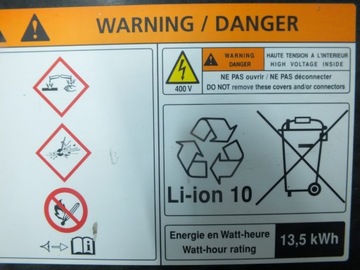 WARNING / DANGER
WARNING
DANGER
HAUTE TENSION A L'INTERIEUR
HIGH VOLTAGE INSIDE
400 V
NE PAS ouvrir / NE PAS déconnecter
DO NOT remove these covers and/or connectors
Li-ion 10
Energie en Watt-heure
Watt-hour rating
13,5 kWh